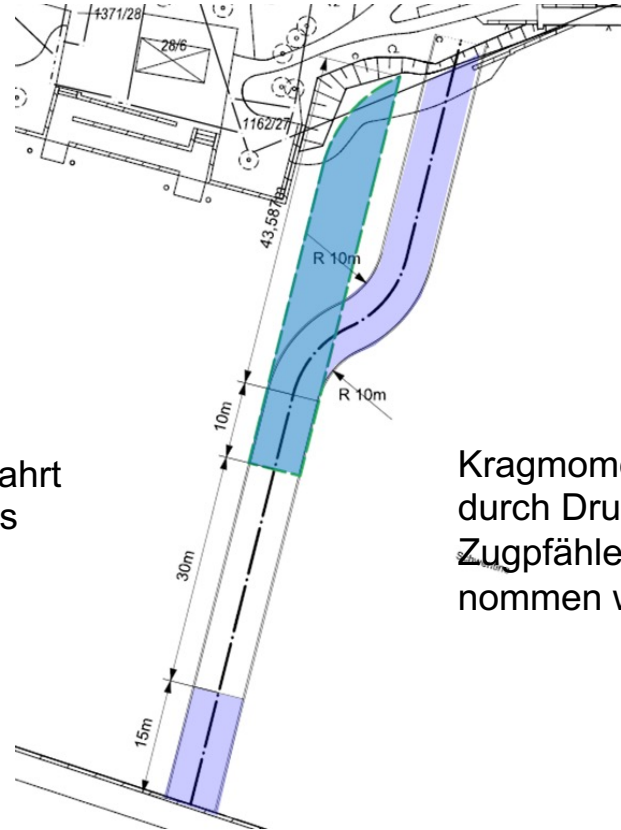 1371/28
28/6
1162/27
43,587m
R 10m
R 10m
10m
ahrt
s
Kragmome
durch Dru
Zugpfähle
nommen w
30m
15m